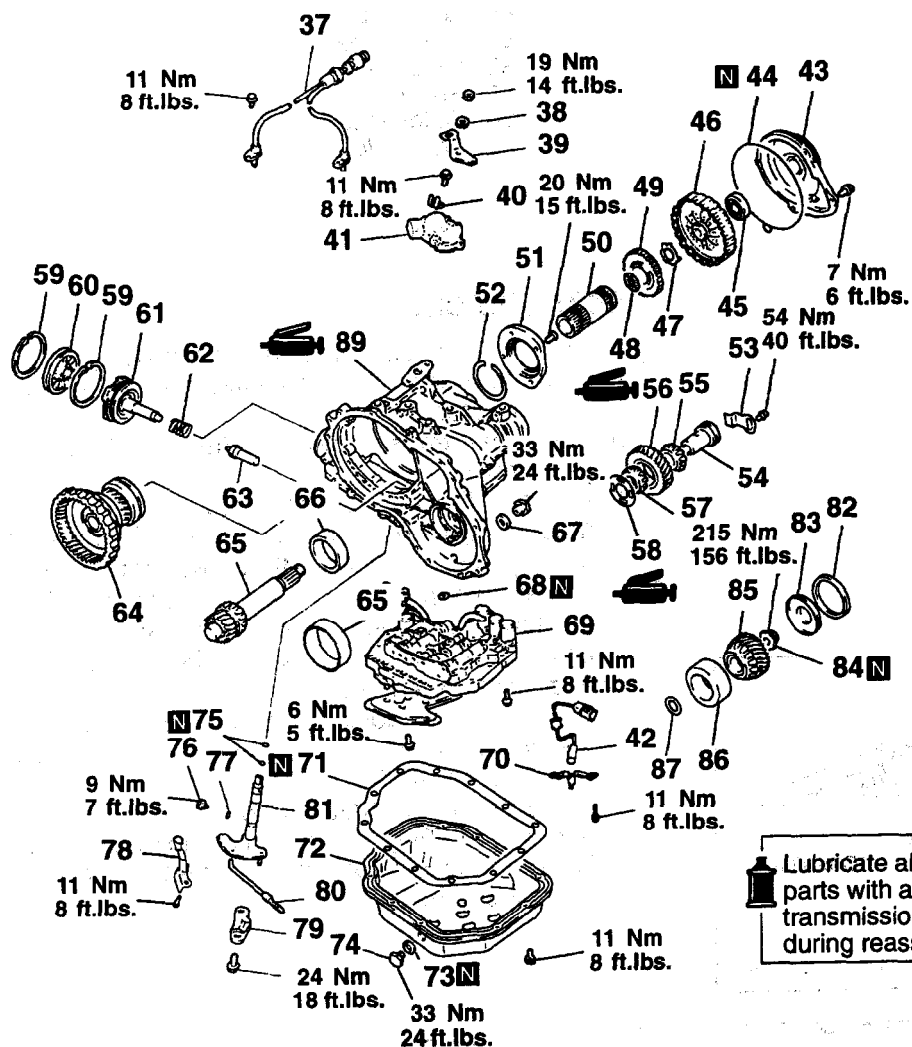 37
11 Nm
8 ft.lbs.
19 Nm
14 ft.lbs.
38
39
11 Nm
8 ft.lbs.
40
41
20 Nm
15 ft.lbs.
N 44
43
46
49
50
51
52
47
48
45
7 Nm
6 ft.lbs.
54 Nm
40 ft.lbs.
53
59
60
59
61
62
89
63
66
65
64
33 Nm
24 ft.lbs.
67
56
55
54
57
58
215 Nm
156 ft.lbs.
83
82
85
84 N
86
87
68 N
65
69
11 Nm
8 ft.lbs.
6 Nm
5 ft.lbs.
42
70
11 Nm
8 ft.lbs.
N 75
76
77
N 71
9 Nm
7 ft.lbs.
81
78
72
11 Nm
8 ft.lbs.
80
79
74
73 N
24 Nm
18 ft.lbs.
33 Nm
24 ft.lbs.
11 Nm
8 ft.lbs.
Lubricate al
parts with a
transmissio
during reas